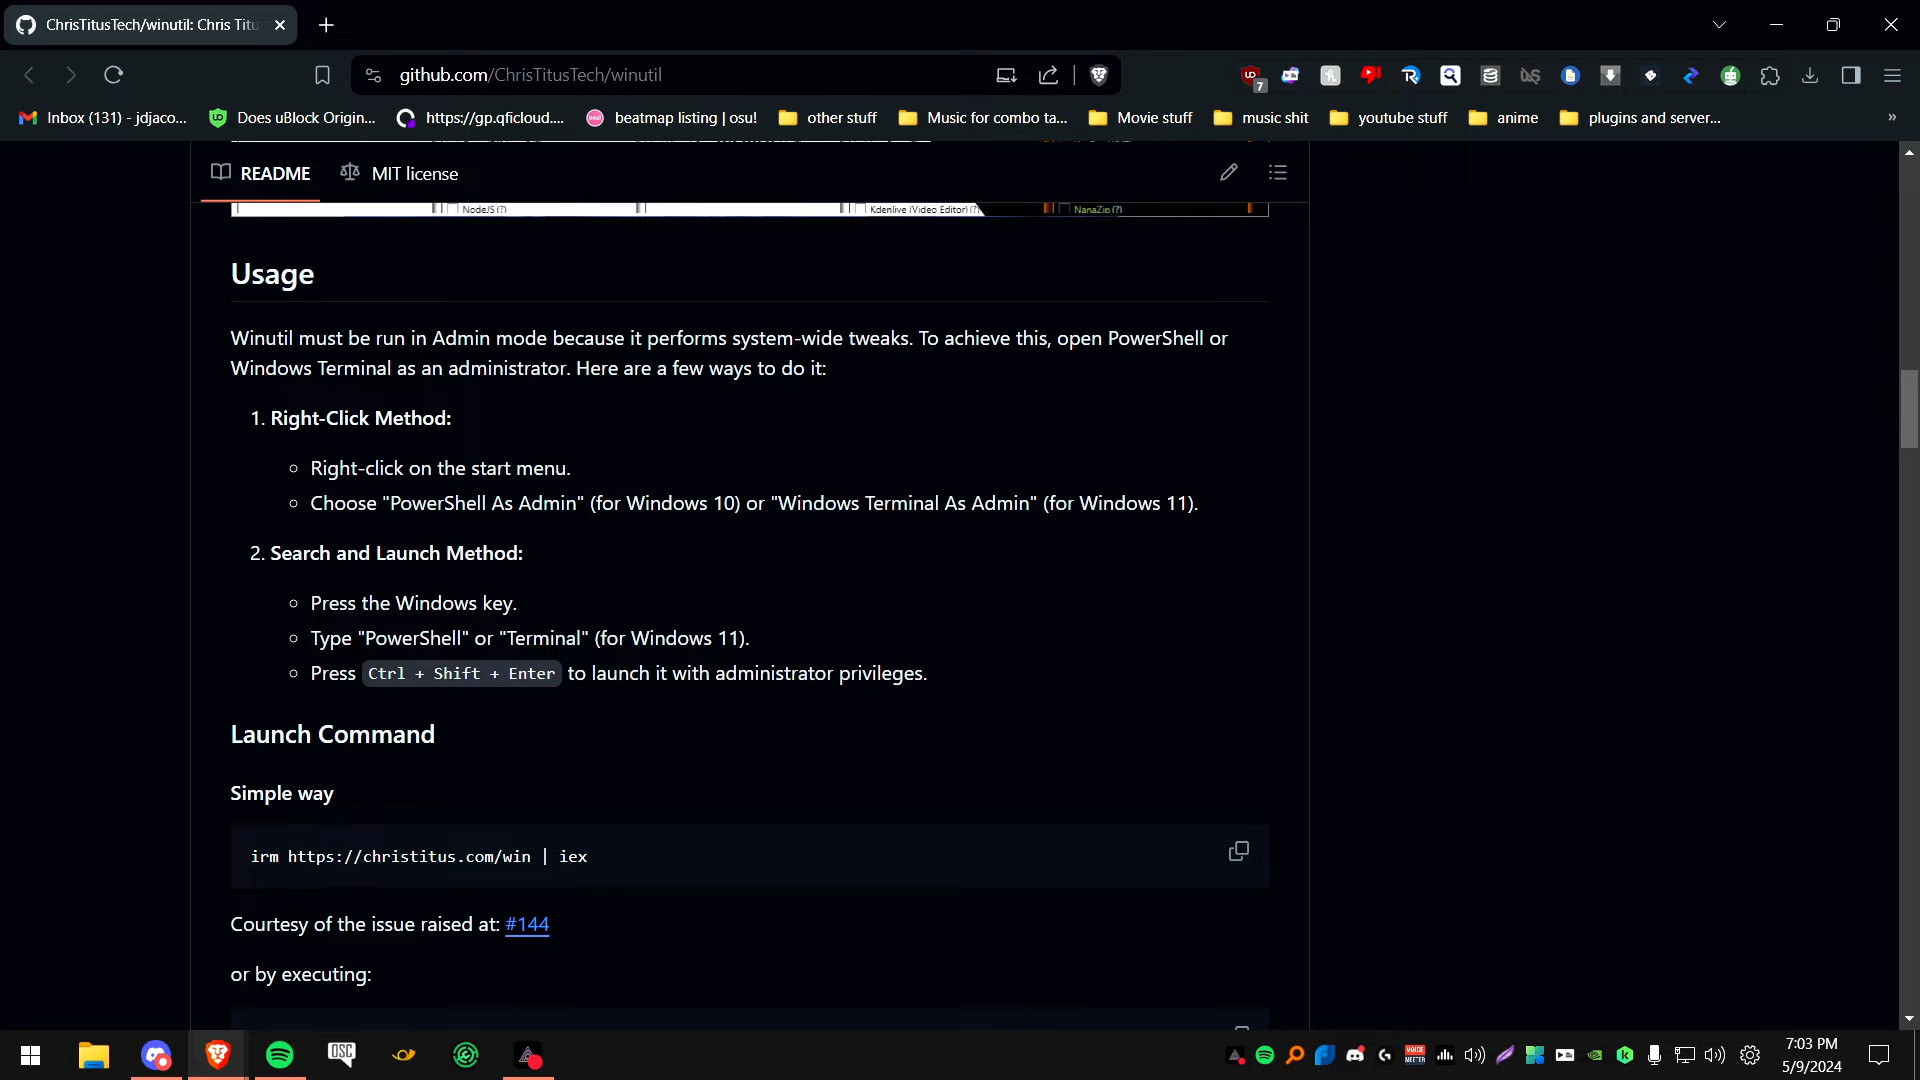 ChrisTitusTech/winutil: Chris Titu
github.com/ChrisTitusTech/winutil
7
Inbox (131) - jdjaco...
Does uBlock Origin...
https://gp.qficloud....
beatmap listing | osu!
other stuff
Music for combo ta...
Movie stuff
music shit
youtube stuff
anime
plugins and server...
README
MIT license
NodeJS (?)
Kdenlive (Video Editor) (?)
NanaZip (?)
Usage
Winutil must be run in Admin mode because it performs system-wide tweaks. To achieve this, open PowerShell or
Windows Terminal as an administrator. Here are a few ways to do it:
1. Right-Click Method:
Right-click on the start menu.
Choose "PowerShell As Admin" (for Windows 10) or "Windows Terminal As Admin" (for Windows 11).
2. Search and Launch Method:
Press the Windows key.
Type "PowerShell" or "Terminal" (for Windows 11).
Press Ctrl + Shift + Enter to launch it with administrator privileges.
Launch Command
Simple way
irm https://christitus.com/win | iex
Courtesy of the issue raised at: #144
or by executing:
OSC
7:03 PM
5/9/2024